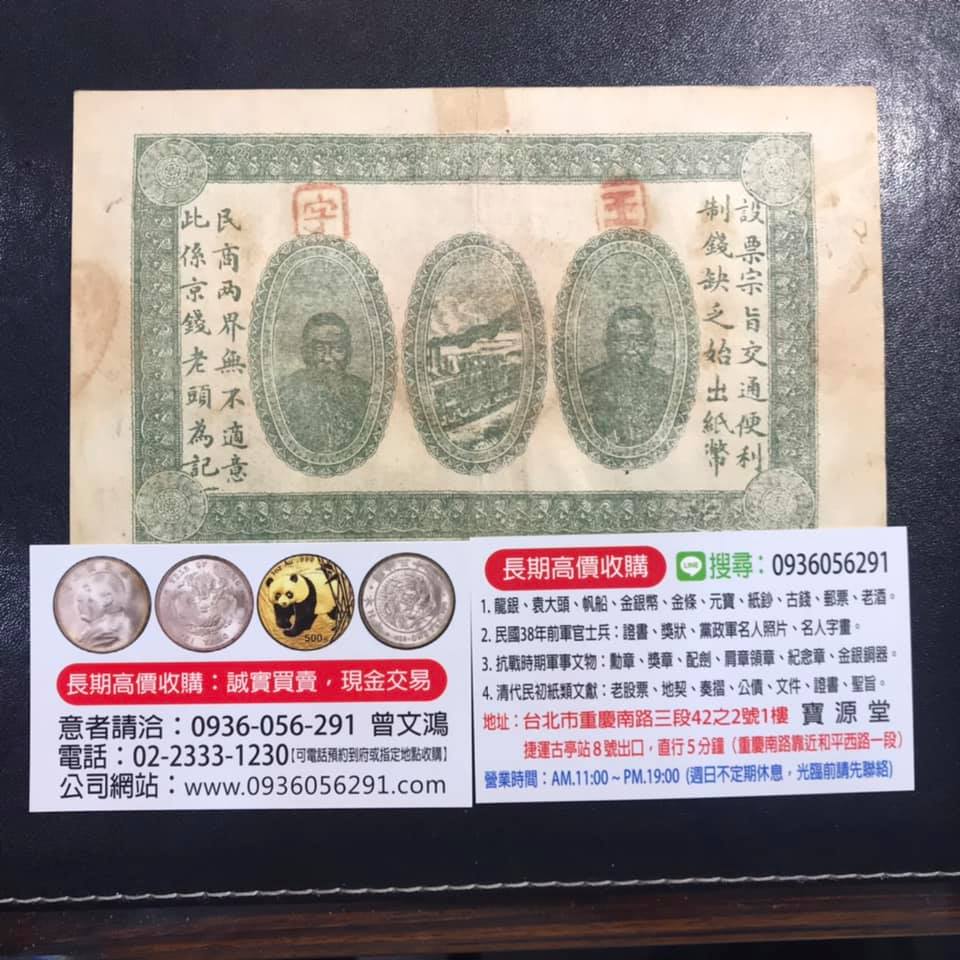 字
玉
設票宗旨交通便利
制錢缺乏始出紙幣
民商兩界無不適意
此係京錢老頭為記
長期高價收購：誠實買賣，現金交易
意者請洽：0936-056-291 曾文鴻
電話：02-2333-1230【可電話預約到府或指定地點收購】
公司網站：www.0936056291.com
長期高價收購 LINE 搜尋：0936056291
1. 龍銀、袁大頭、帆船、金銀幣、金條、元寶、紙鈔、古錢、郵票、老酒。
2. 民國38年前軍官士兵：證書、獎狀、黨政軍名人照片、名人字畫。
3. 抗戰時期軍事文物：勳章、獎章、配劍、肩章領章、紀念章、金銀銅器。
4. 清代民初紙類文獻：老股票、地契、奏摺、公債、文件、證書、聖旨。
地址：台北市重慶南路三段42之2號1樓 寶源堂
捷運古亭站8號出口，直行5分鐘（重慶南路靠近和平西路一段）
營業時間：AM.11:00 ~ PM.19:00（週日不定期休息，光臨前請先聯絡）